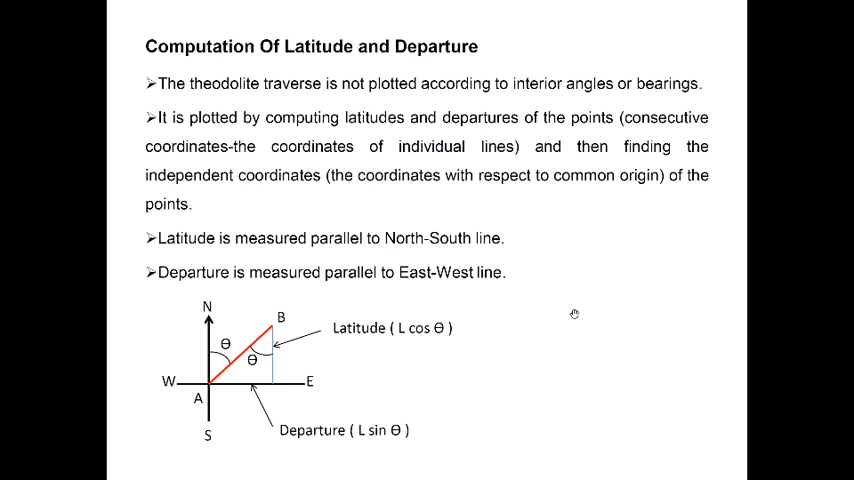 Computation Of Latitude and Departure
➢The theodolite traverse is not plotted according to interior angles or bearings.
➢It is plotted by computing latitudes and departures of the points (consecutive
coordinates-the coordinates of individual lines) and then finding the
independent coordinates (the coordinates with respect to common origin) of the
points.
➢Latitude is measured parallel to North-South line.
➢Departure is measured parallel to East-West line.
N
B
Latitude ( L cos Ɵ )
Ɵ
Ɵ
W
E
A
Departure ( L sin Ɵ )
S